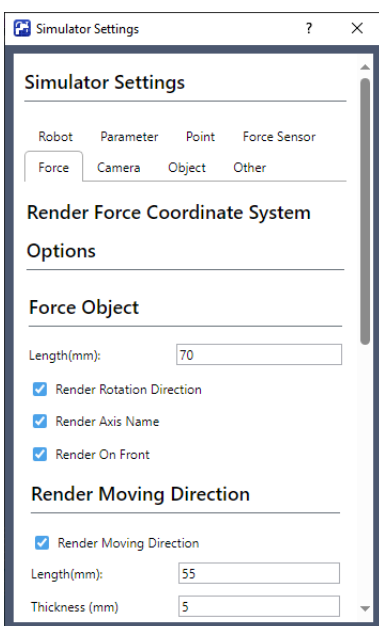 Simulator Settings ? ×
Simulator Settings
Robot Parameter Point Force Sensor
Force Camera Object Other
Render Force Coordinate System
Options
Force Object
Length(mm): 70
Render Rotation Direction
Render Axis Name
Render On Front
Render Moving Direction
Render Moving Direction
Length(mm): 55
Thickness (mm) 5